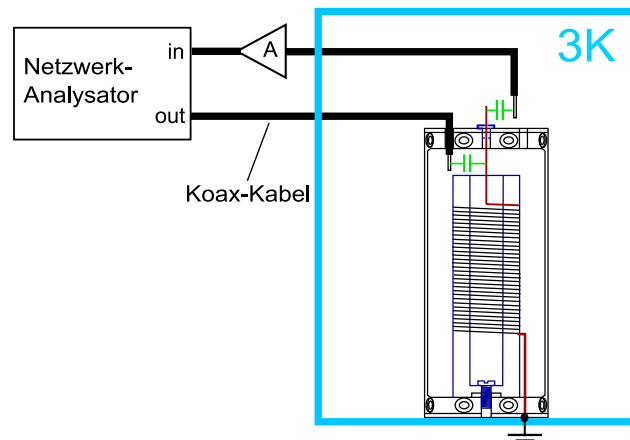 3K
Netzwerk-
Analysator
in
A
out
Koax-Kabel